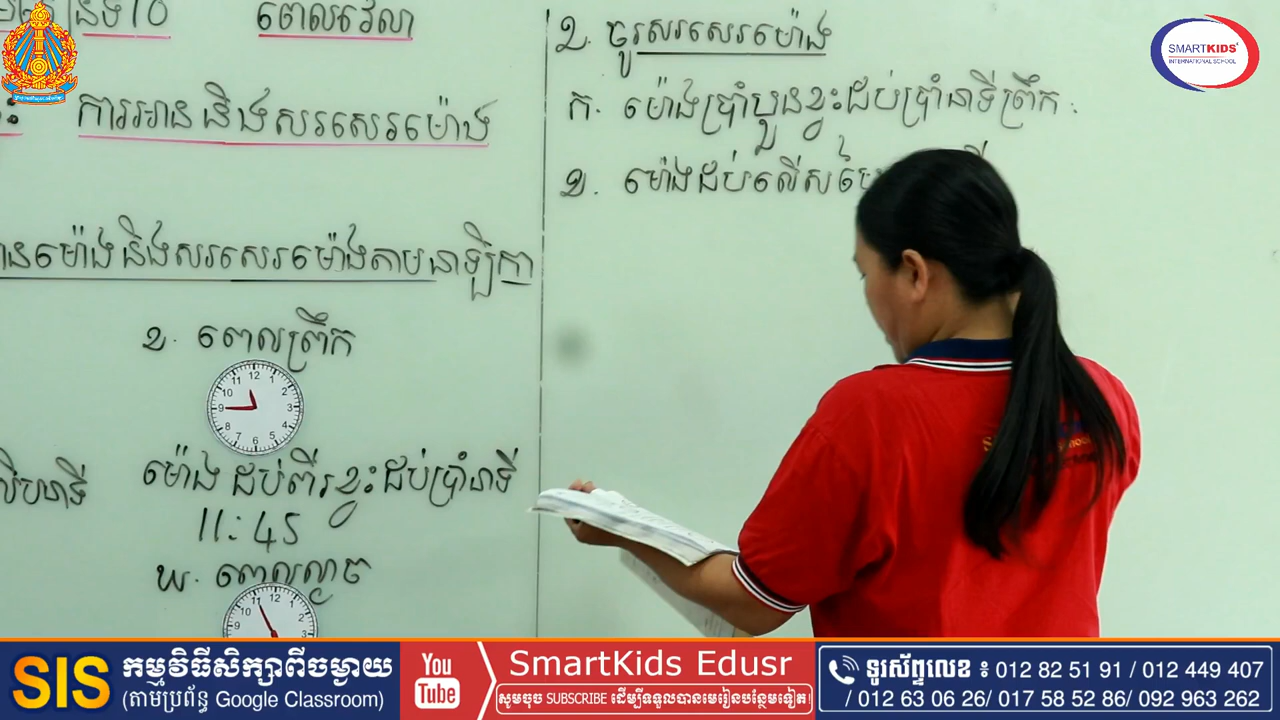 ទី10 ពេលវេលា
ការអាន និង សរសេរម៉ោង
ានម៉ោង និង សរសេរម៉ោងតាមនាឡិកា
ខ. ពេលព្រឹក
ម៉ោង ដប់ពីរខ្វះដប់ប្រាំនាទី
11:45
ឃ. ពេលល្ងាច
2. ចូរសរសេរម៉ោង
ក. ម៉ោងប្រាំបួនខ្វះដប់ប្រាំនាទីព្រឹក.
ខ. ម៉ោងដប់លើសម្ភៃ
SMARTKIDS
INTERNATIONAL SCHOOL
SIS កម្មវិធីសិក្សាពីចម្ងាយ
(តាមប្រព័ន្ធ Google Classroom)
YouTube
SmartKids Edusr
សូមចុច SUBSCRIBE ដើម្បីទទួលបានមេរៀនបន្ថែមទៀត!
ទូរស័ព្ទលេខ ៖ 012 82 51 91 / 012 449 407
/ 012 63 06 26/ 017 58 52 86/ 092 963 262